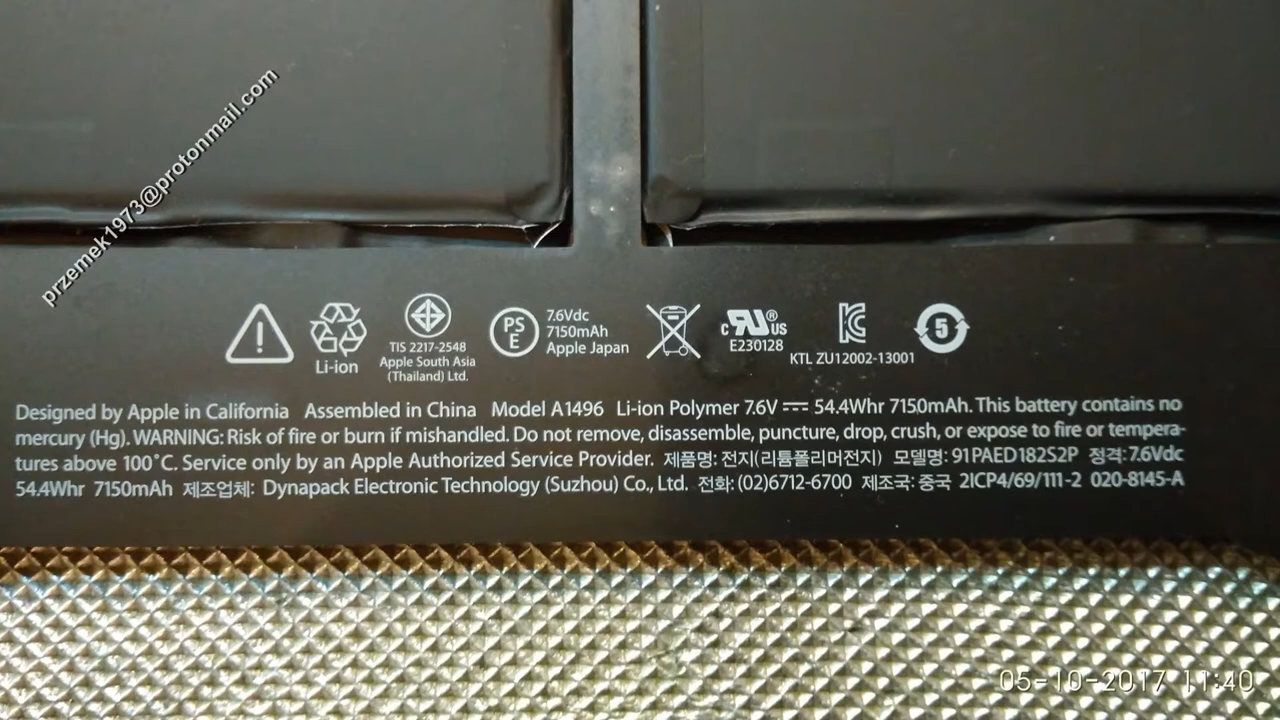 przemek1973@protonmail.com
Li-ion
TIS 2217-2548
Apple South Asia
(Thailand) Ltd.
PS
E
7.6Vdc
7150mAh
Apple Japan
c RU ® US
E230128
KC
KTL ZU12002-13001
5
Designed by Apple in California Assembled in China Model A1496 Li-ion Polymer 7.6V ⎓ 54.4Whr 7150mAh. This battery contains no
mercury (Hg). WARNING: Risk of fire or burn if mishandled. Do not remove, disassemble, puncture, drop, crush, or expose to fire or tempera-
tures above 100°C. Service only by an Apple Authorized Service Provider. 제품명: 전지(리튬폴리머전지) 모델명: 91PAED182S2P 정격: 7.6Vdc
54.4Whr 7150mAh 제조업체: Dynapack Electronic Technology (Suzhou) Co., Ltd. 전화: (02)6712-6700 제조국: 중국 2ICP4/69/111-2 020-8145-A
05-10-2017 11:40